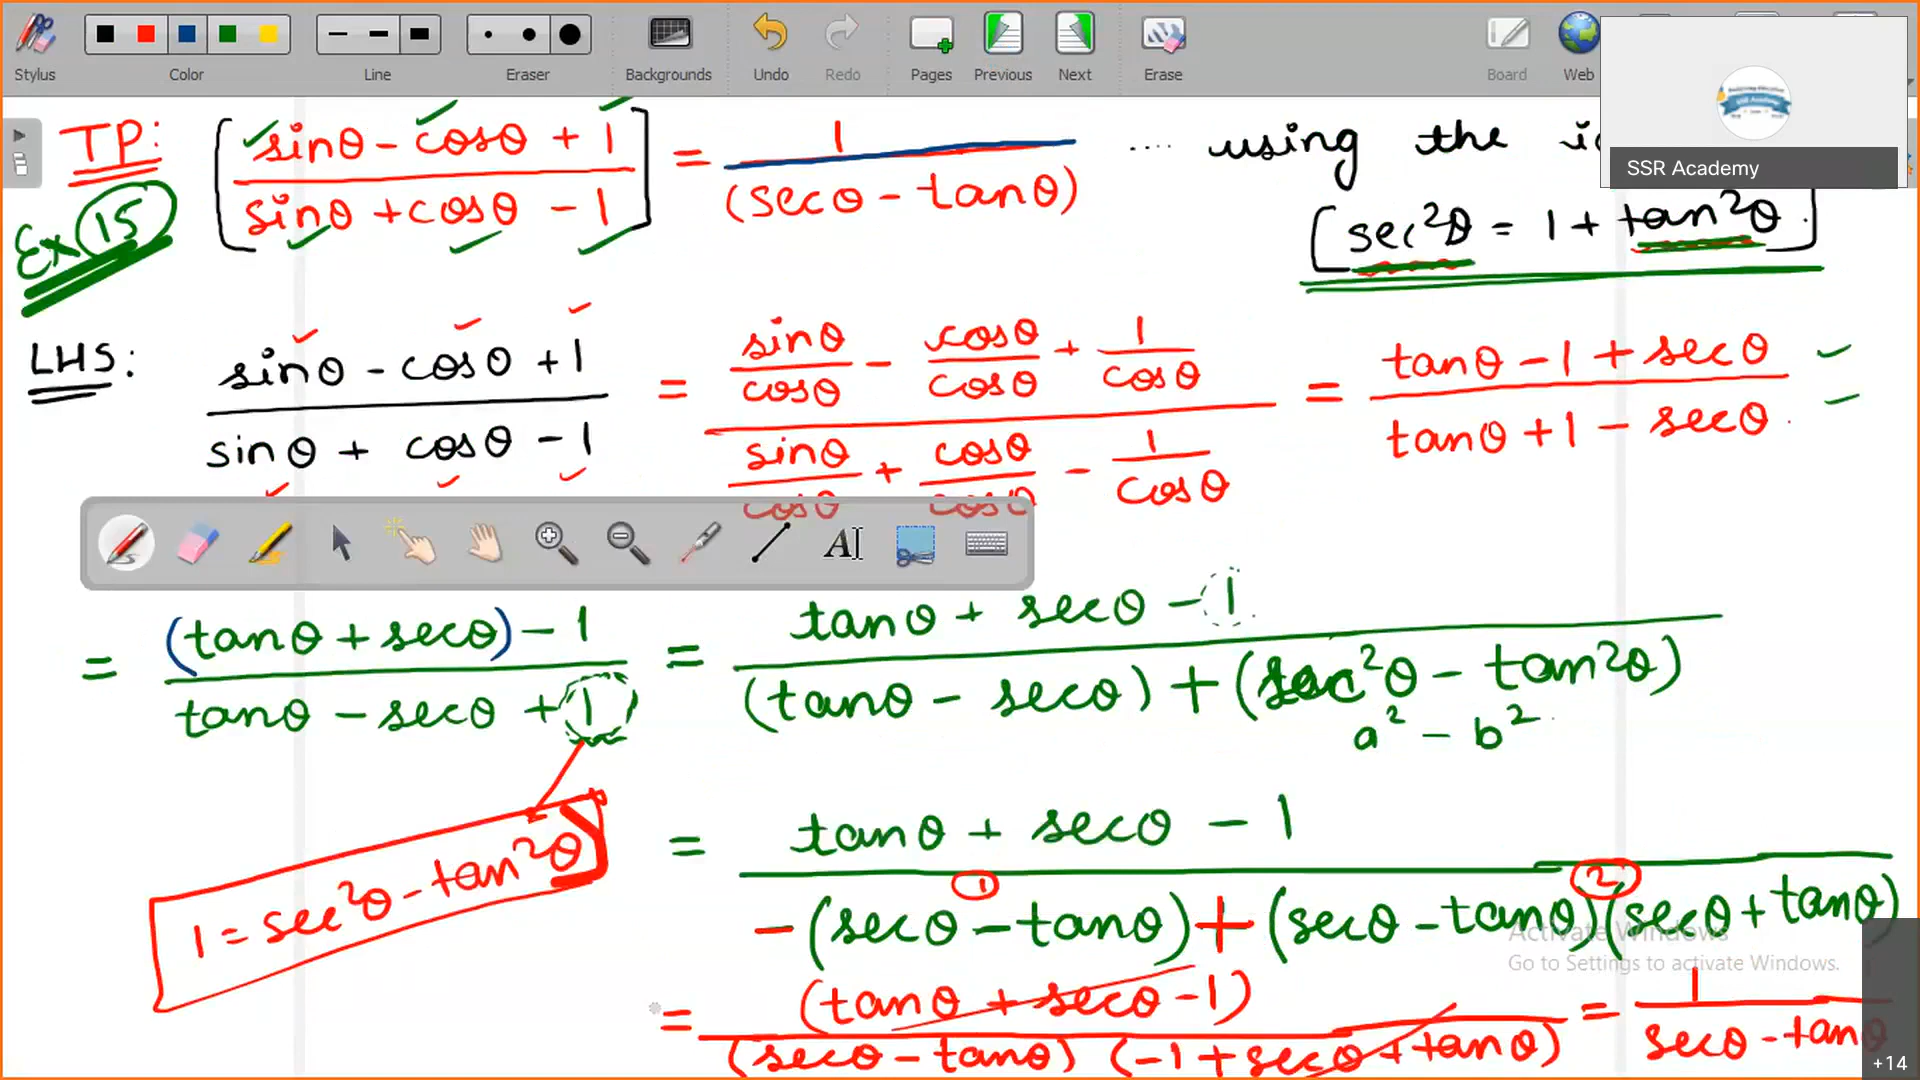 Stylus Color Line Eraser Backgrounds Undo Redo Pages Previous Next Erase Board Web
SSR Academy
TP: [sinθ - cosθ + 1 / sinθ + cosθ - 1] = 1 / (secθ - tanθ) .... using the
Ex 15
[sec²θ = 1 + tan²θ]
LHS: sinθ - cosθ + 1 / sinθ + cosθ - 1 = sinθ/cosθ - cosθ/cosθ + 1/cosθ / sinθ/cosθ + cosθ/cosθ - 1/cosθ = tanθ - 1 + secθ / tanθ + 1 - secθ
AI
= (tanθ + secθ) - 1 / tanθ - secθ + 1 = tanθ + secθ - 1 / (tanθ - secθ) + (sec²θ - tan²θ)
a² - b²
1 = sec²θ - tan²θ
= tanθ + secθ - 1 / - (secθ - tanθ) + (secθ - tanθ)(secθ + tanθ)
1 2
Activate Windows
Go to Settings to activate Windows.
= (tanθ + secθ - 1) / (secθ - tanθ) (-1 + secθ + tanθ) = 1 / secθ - tanθ
+14